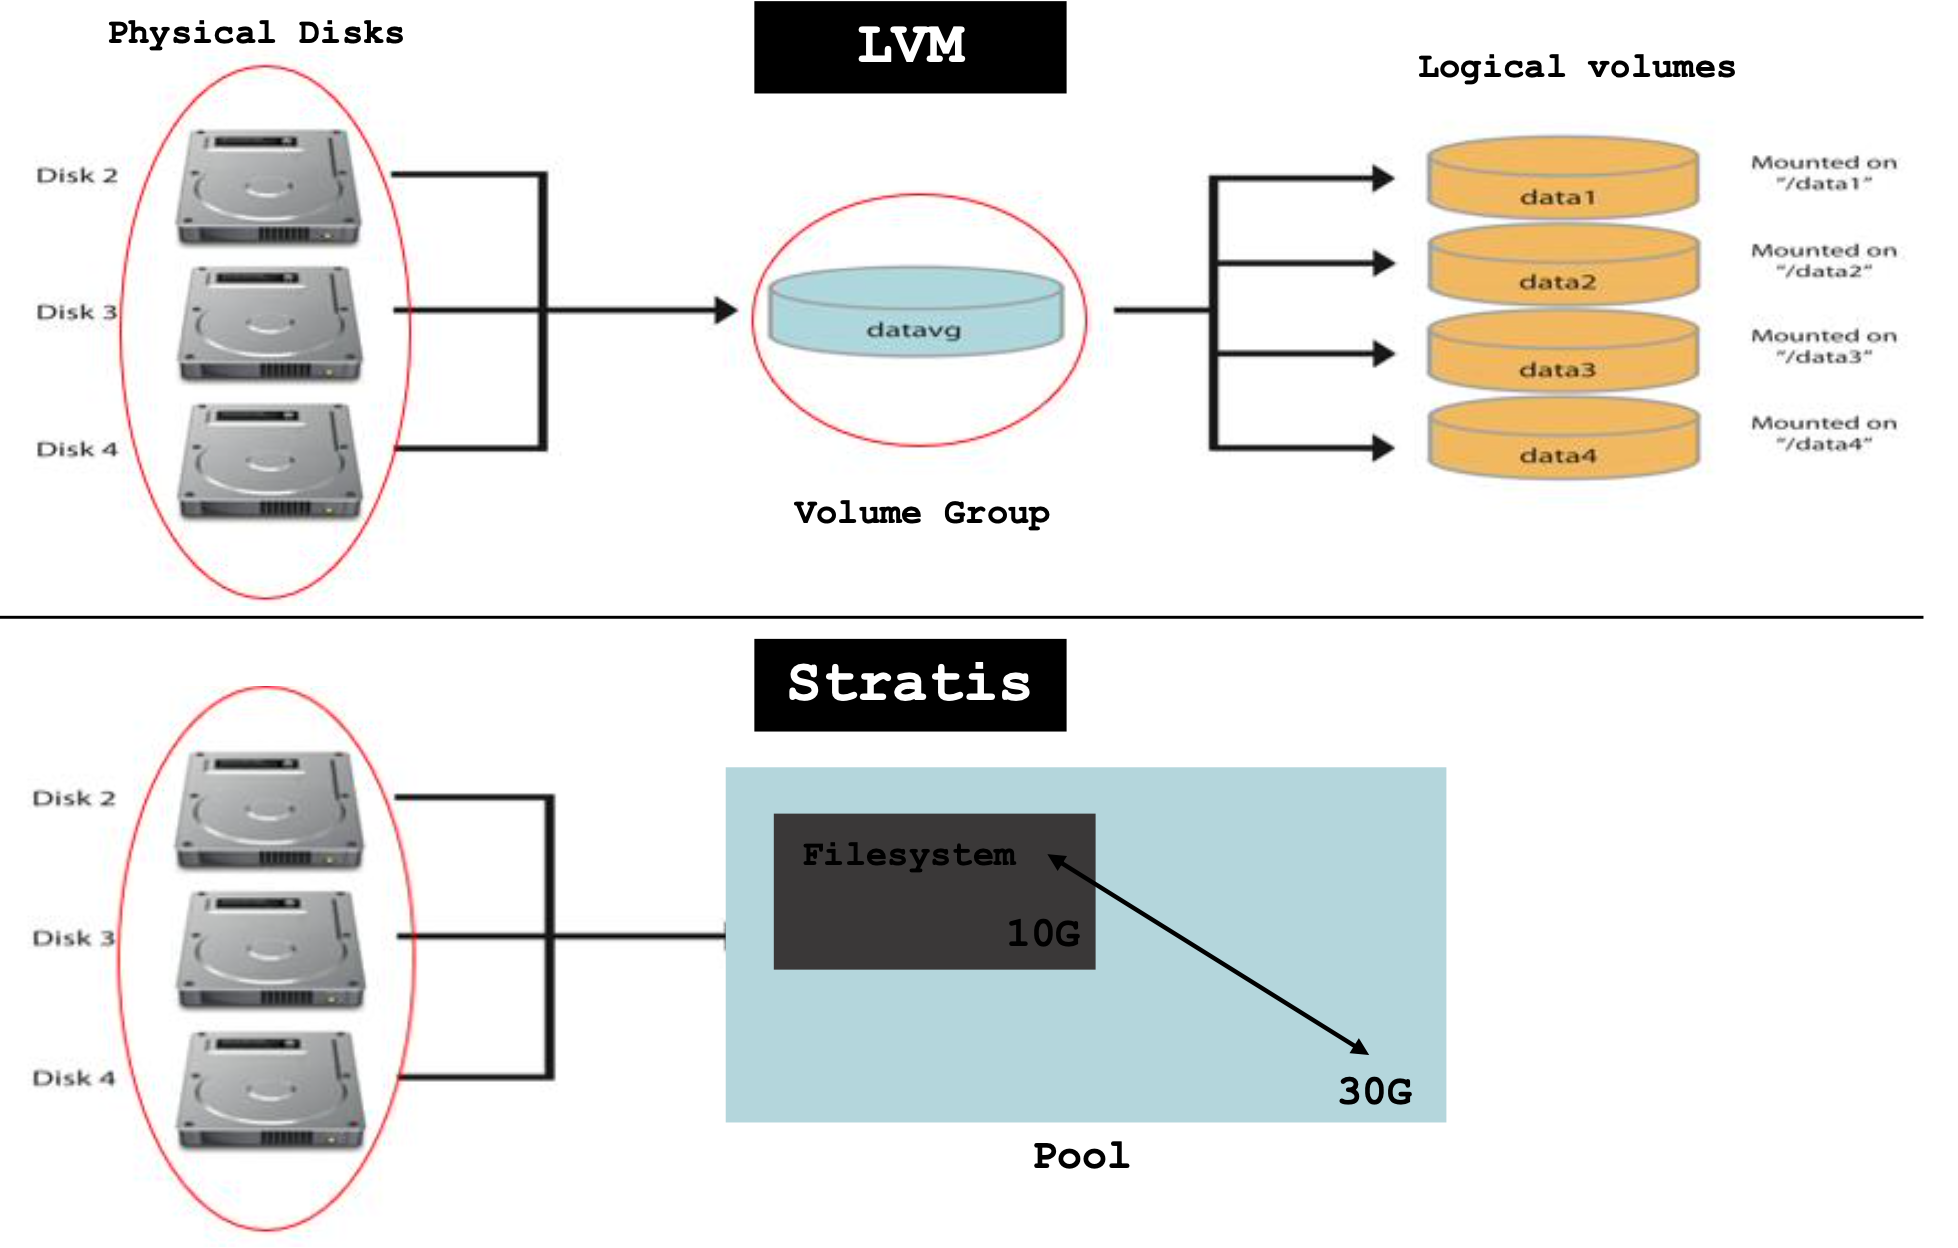 Physical Disks
LVM
Logical volumes
Disk 2
Disk 3
Disk 4
datavg
Volume Group
data1
Mounted on
"/data1"
data2
Mounted on
"/data2"
data3
Mounted on
"/data3"
data4
Mounted on
"/data4"
Stratis
Disk 2
Disk 3
Disk 4
Filesystem
10G
30G
Pool